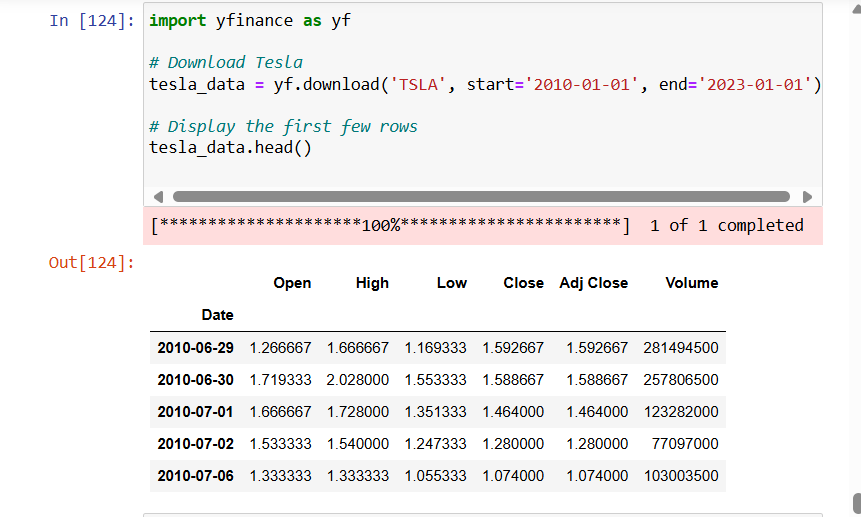 In [124]: import yfinance as yf
# Download Tesla
tesla_data = yf.download('TSLA', start='2010-01-01', end='2023-01-01')
# Display the first few rows
tesla_data.head()
[*********************100%***********************]  1 of 1 completed
Out[124]:
Open High Low Close Adj Close Volume
Date
2010-06-29 1.266667 1.666667 1.169333 1.592667 1.592667 281494500
2010-06-30 1.719333 2.028000 1.553333 1.588667 1.588667 257806500
2010-07-01 1.666667 1.728000 1.351333 1.464000 1.464000 123282000
2010-07-02 1.533333 1.540000 1.247333 1.280000 1.280000 77097000
2010-07-06 1.333333 1.333333 1.055333 1.074000 1.074000 103003500